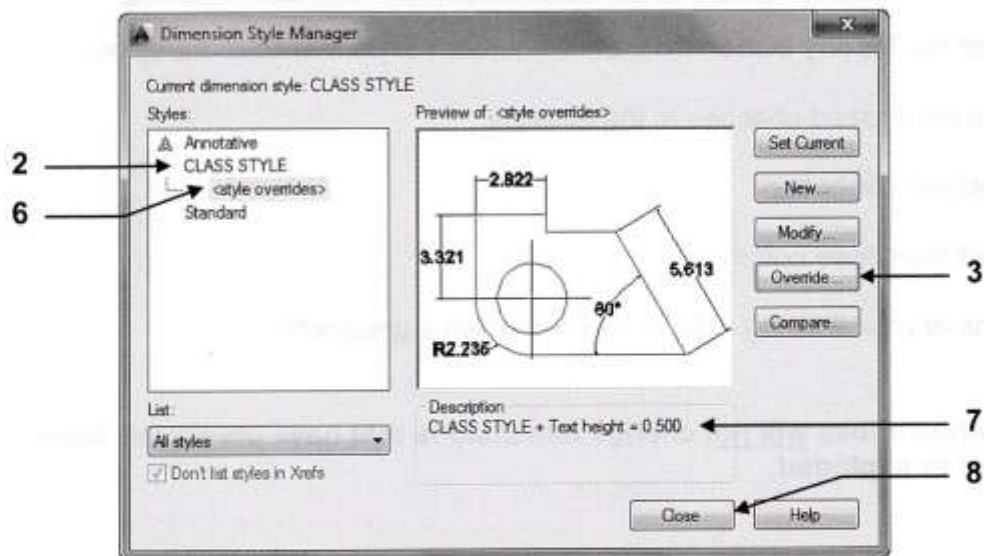 Dimension Style Manager
Current dimension style: CLASS STYLE
Styles:
Annotative
CLASS STYLE
<style overrides>
Standard
List:
All styles
Don't list styles in Xrefs
Preview of: <style overrides>
2.822
3.321
5.613
60°
R2.236
Description
CLASS STYLE + Text height = 0.500
Set Current
New...
Modify...
Override...
Compare...
Close
Help
2
6
3
7
8